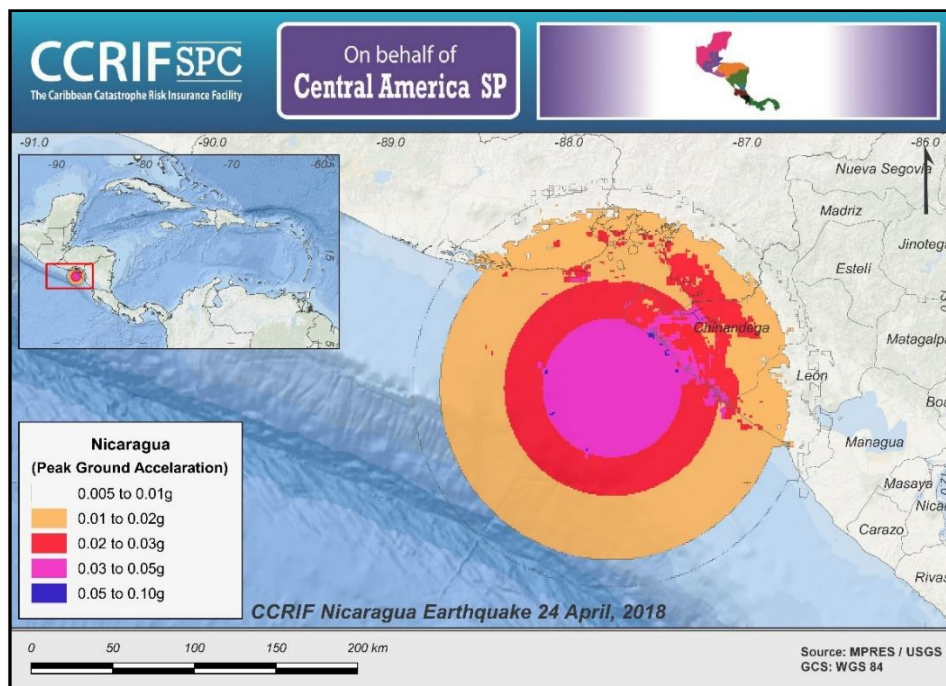 CCRIF SPC
The Caribbean Catastrophe Risk Insurance Facility
On behalf of
Central America SP
-91.0 -90.0 -89.0 -88.0 -87.0 -86.0
-90 -80 -70 -60
Nueva Segovia
Madriz
Jinotega
Estelí
Chinandega
Matagalpa
León
Managua
Masaya
Carazo
Rivas
Nicaragua
(Peak Ground Accelaration)
0.005 to 0.01g
0.01 to 0.02g
0.02 to 0.03g
0.03 to 0.05g
0.05 to 0.10g
CCRIF Nicaragua Earthquake 24 April, 2018
0 50 100 150 200 km
Source: MPRES / USGS
GCS: WGS 84